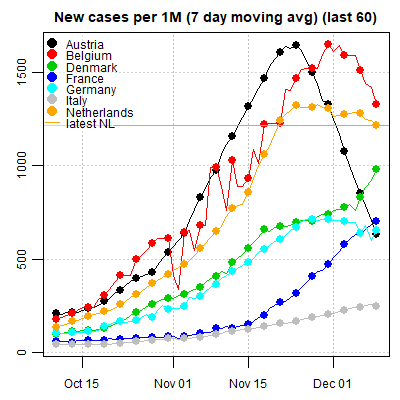 New cases per 1M (7 day moving avg) (last 60)
Austria
Belgium
Denmark
France
Germany
Italy
Netherlands
latest NL
1500
1000
500
0
Oct 15
Nov 01
Nov 15
Dec 01